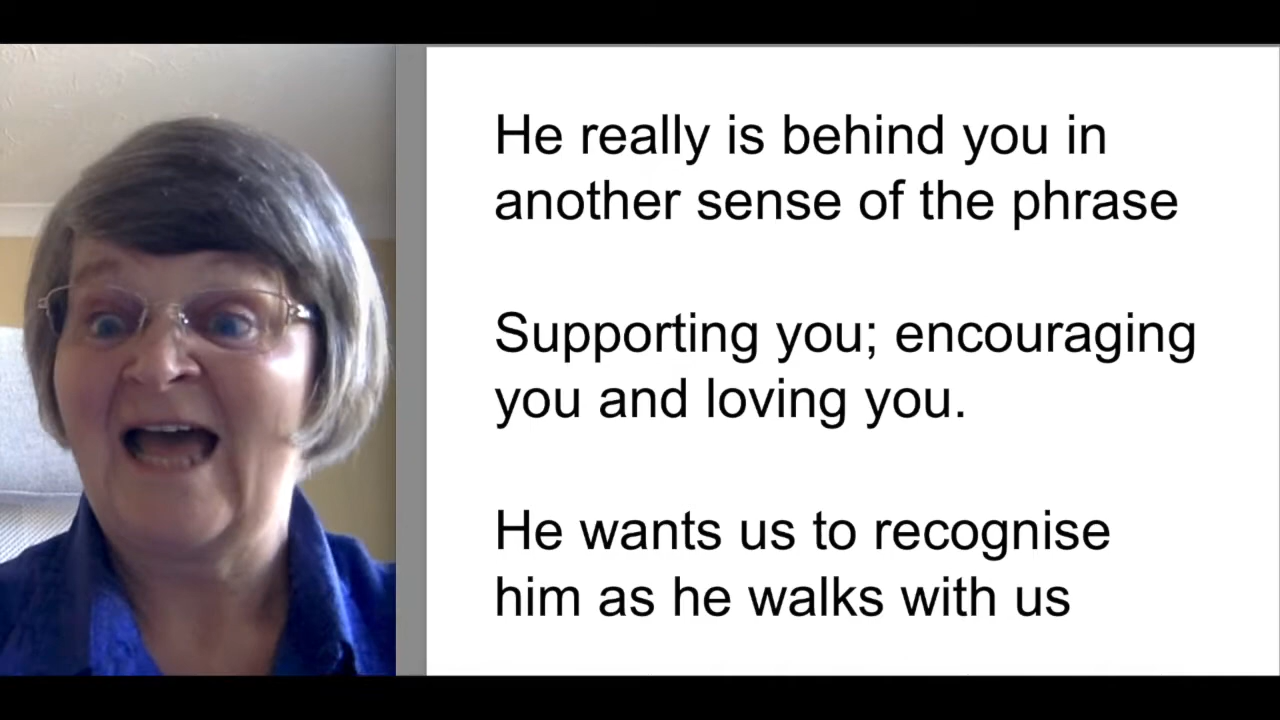 He really is behind you in
another sense of the phrase
Supporting you; encouraging
you and loving you.
He wants us to recognise
him as he walks with us